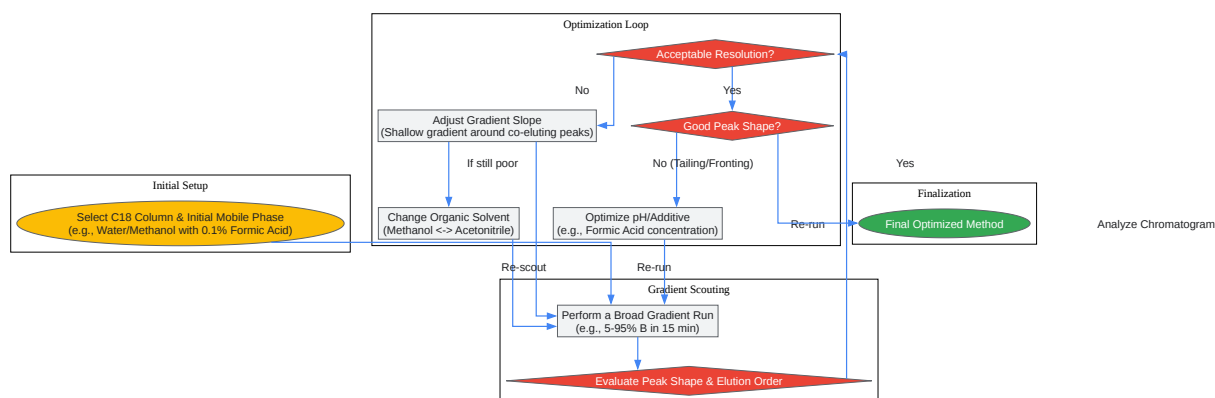 Optimization Loop
Acceptable Resolution?
No
Yes
Adjust Gradient Slope
(Shallow gradient around co-eluting peaks)
Good Peak Shape?
If still poor
No (Tailing/Fronting)
Yes
Initial Setup
Select C18 Column & Initial Mobile Phase
(e.g., Water/Methanol with 0.1% Formic Acid)
Change Organic Solvent
(Methanol <-> Acetonitrile)
Optimize pH/Additive
(e.g., Formic Acid concentration)
Re-run
Finalization
Final Optimized Method
Analyze Chromatogram
Re-scout
Re-run
Gradient Scouting
Perform a Broad Gradient Run
(e.g., 5-95% B in 15 min)
Evaluate Peak Shape & Elution Order